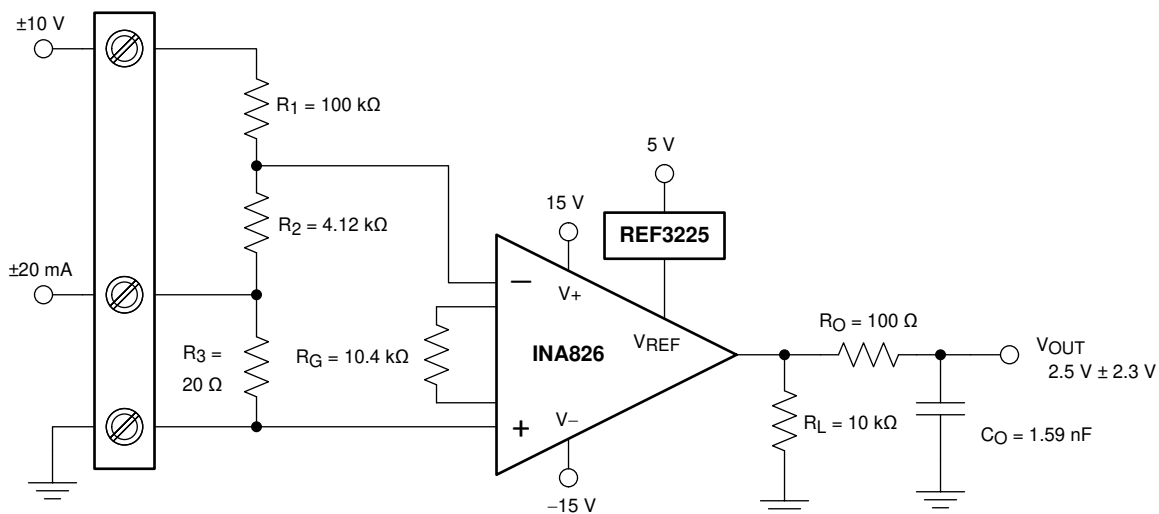 ±10 V
R1 = 100 kΩ
5 V
15 V
REF3225
R2 = 4.12 kΩ
±20 mA
–
V+
RO = 100 Ω
R3 =
20 Ω
RG = 10.4 kΩ
INA826
VREF
VOUT
2.5 V ± 2.3 V
+
V–
RL = 10 kΩ
CO = 1.59 nF
–15 V